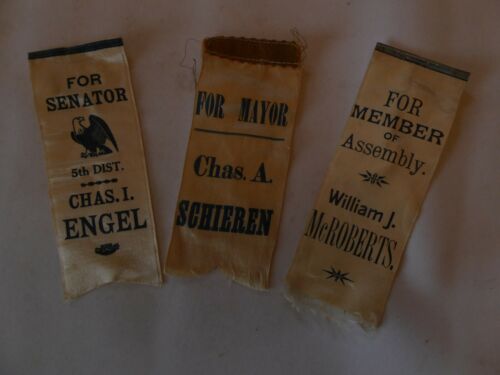 FOR
SENATOR
5th DIST.
CHAS. I.
ENGEL
FOR MAYOR
Chas. A.
SCHIEREN
FOR
MEMBER
OF
Assembly.
William J.
McROBERTS.